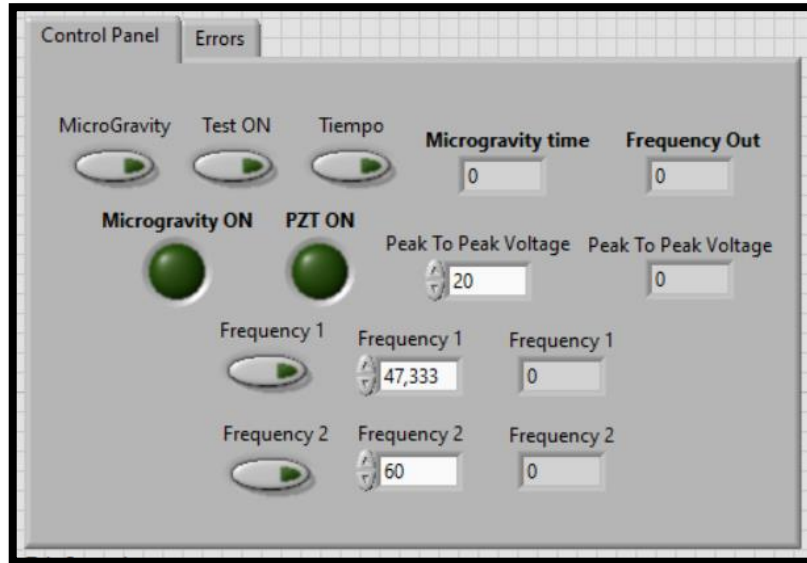 Control Panel Errors
MicroGravity Test ON Tiempo
Microgravity time Frequency Out
0 0
Microgravity ON PZT ON
Peak To Peak Voltage Peak To Peak Voltage
20 0
Frequency 1 Frequency 1 Frequency 1
47,333 0
Frequency 2 Frequency 2 Frequency 2
60 0